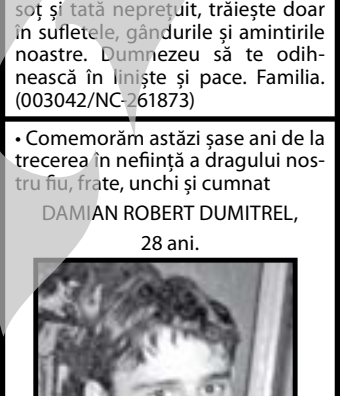 soț și tată neprețuit, trăiește doar
în sufletele, gândurile și amintirile
noastre. Dumnezeu să te odih-
nească în liniște și pace. Familia.
(003042/NC-261873)
• Comemorăm astăzi șase ani de la
trecerea în neființă a dragului nos-
tru fiu, frate, unchi și cumnat
DAMIAN ROBERT DUMITREL,
28 ani.